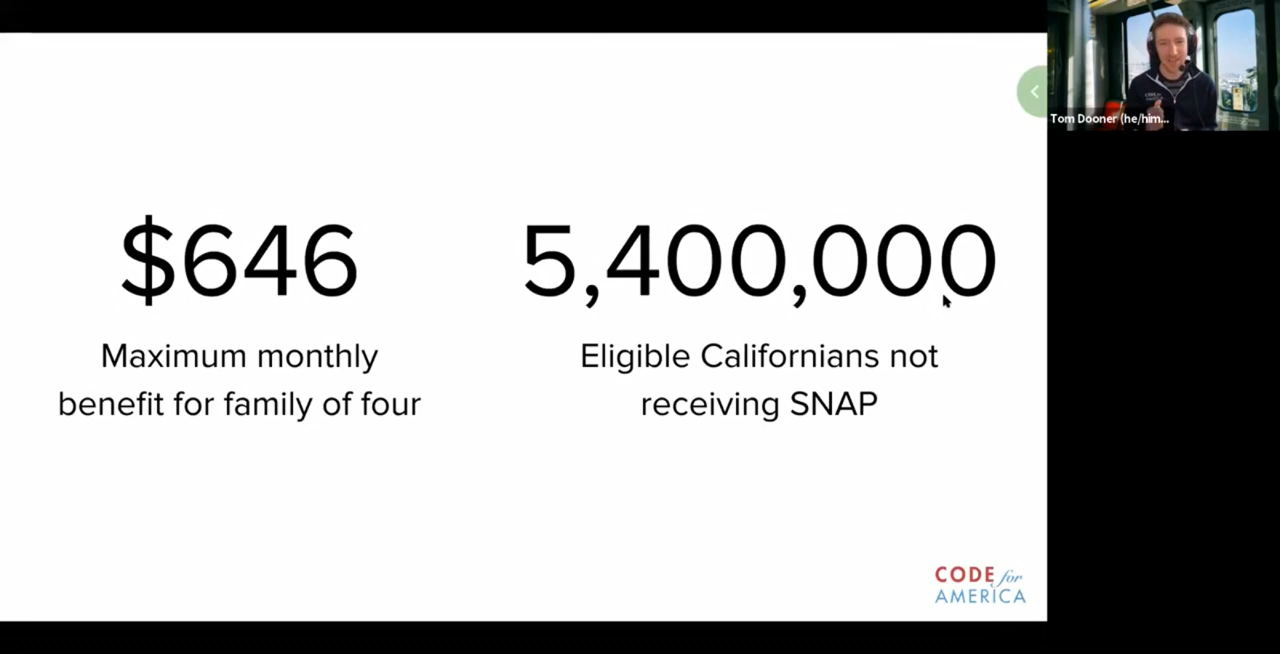 $646
Maximum monthly
benefit for family of four
5,400,000
Eligible Californians not
receiving SNAP
CODE for
AMERICA
Tom Dooner (he/him...